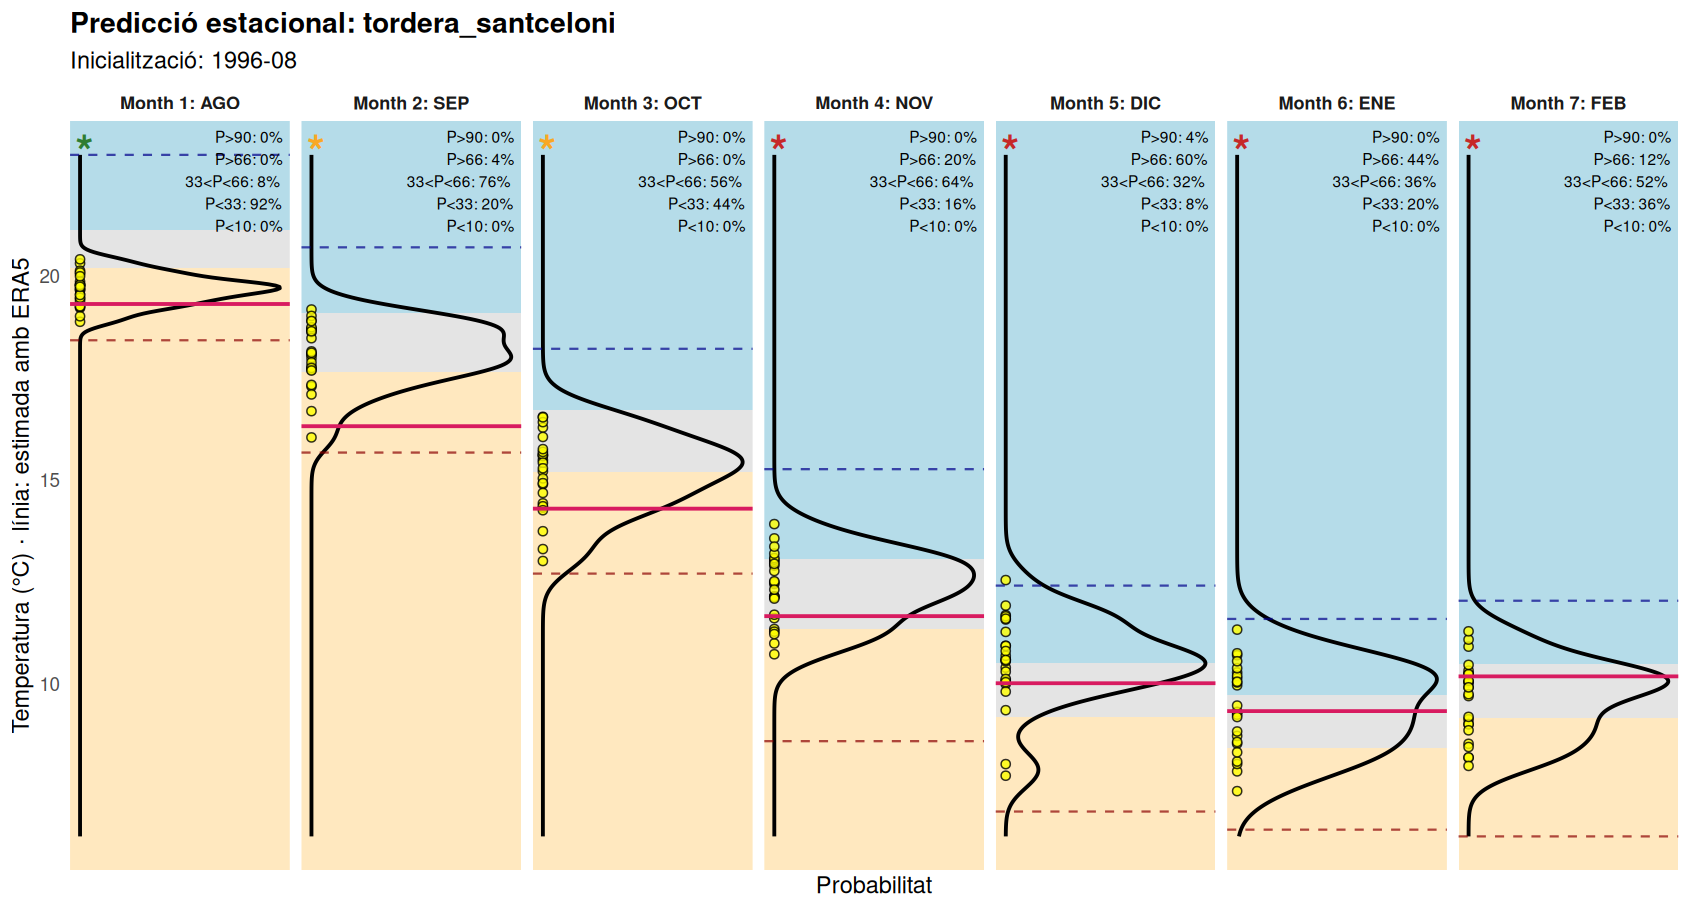 Predicció estacional: tordera_santceloni
Inicialització: 1996-08
Month 1: AGO
Month 2: SEP
Month 3: OCT
Month 4: NOV
Month 5: DIC
Month 6: ENE
Month 7: FEB
P>90: 0%
P>66: 0%
33<P<66: 8%
P<33: 92%
P<10: 0%
P>90: 0%
P>66: 4%
33<P<66: 76%
P<33: 20%
P<10: 0%
P>90: 0%
P>66: 0%
33<P<66: 56%
P<33: 44%
P<10: 0%
P>90: 0%
P>66: 20%
33<P<66: 64%
P<33: 16%
P<10: 0%
P>90: 4%
P>66: 60%
33<P<66: 32%
P<33: 8%
P<10: 0%
P>90: 0%
P>66: 44%
33<P<66: 36%
P<33: 20%
P<10: 0%
P>90: 0%
P>66: 12%
33<P<66: 52%
P<33: 36%
P<10: 0%
20
15
10
Temperatura (°C) · línia: estimada amb ERA5
Probabilitat